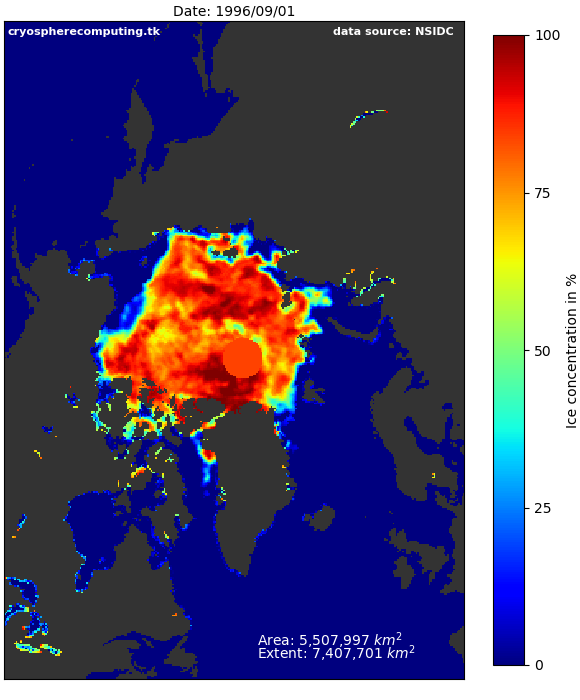 Date: 1996/09/01
cryospherecomputing.tk
data source: NSIDC
100
75
50
25
0
Ice concentration in %
Area: 5,507,997 km²
Extent: 7,407,701 km²